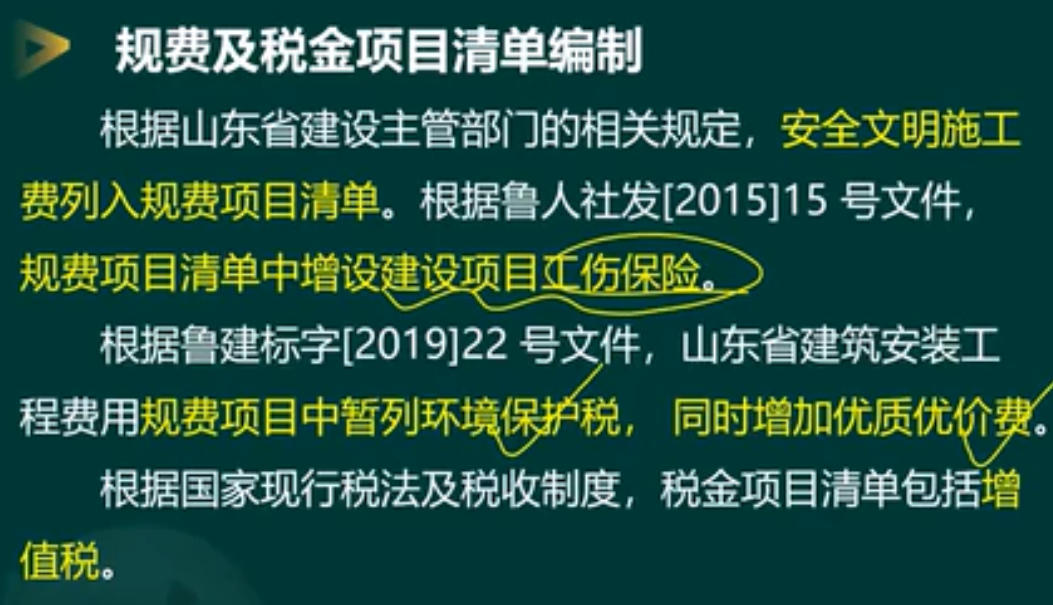 规费及税金项目清单编制
根据山东省建设主管部门的相关规定，安全文明施工
费列入规费项目清单。根据鲁人社发[2015]15 号文件，
规费项目清单中增设建设项目工伤保险。
根据鲁建标字[2019]22 号文件，山东省建筑安装工
程费用规费项目中暂列环境保护税， 同时增加优质优价费。
根据国家现行税法及税收制度，税金项目清单包括增
值税。